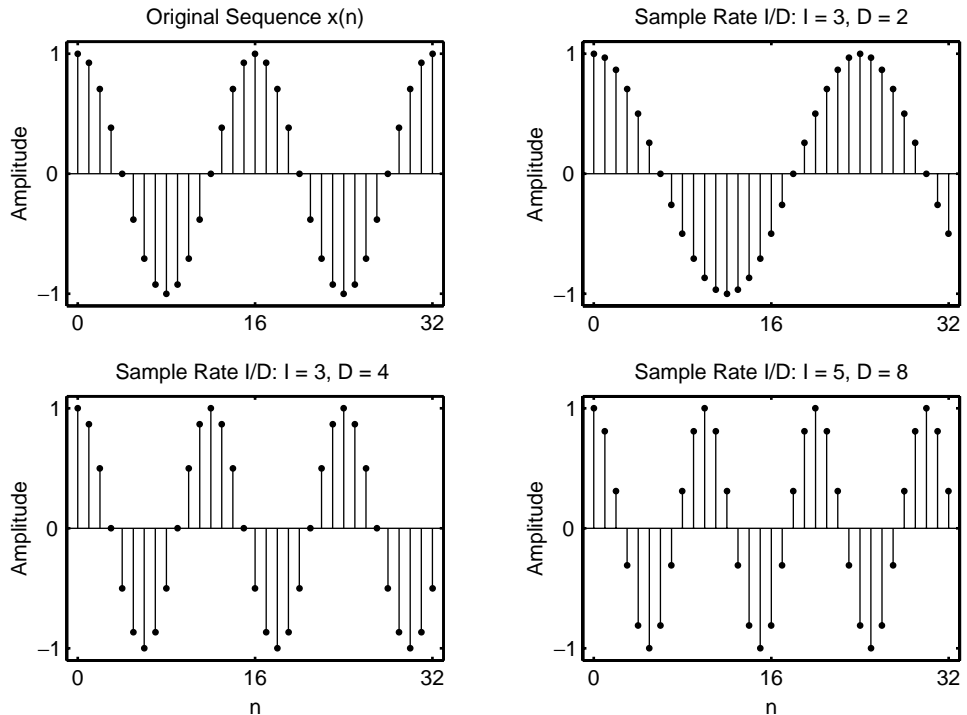 Original Sequence x(n)
Amplitude
1
0
−1
0
16
32
Sample Rate I/D: I = 3, D = 2
Amplitude
1
0
−1
0
16
32
Sample Rate I/D: I = 3, D = 4
Amplitude
1
0
−1
0
16
32
n
Sample Rate I/D: I = 5, D = 8
Amplitude
1
0
−1
0
16
32
n